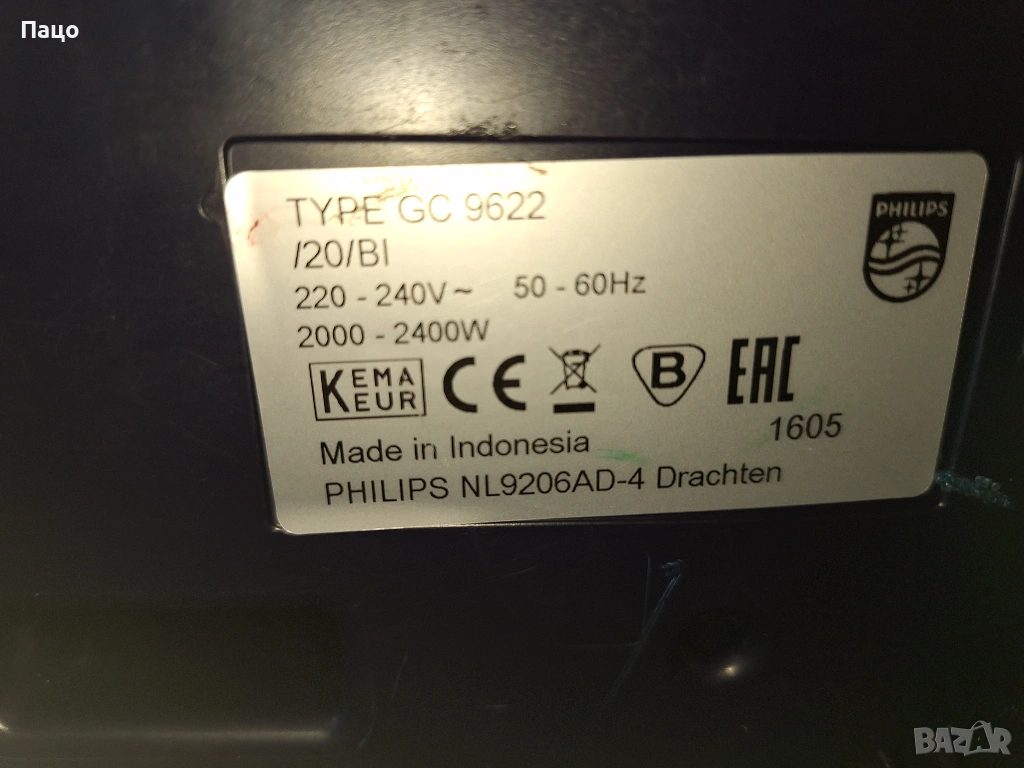 Пацо
TYPE GC 9622
/20/BI
PHILIPS
220 - 240V~ 50 - 60Hz
2000 - 2400W
KEMA
KEUR
CE
B
EAC
1605
Made in Indonesia
PHILIPS NL9206AD-4 Drachten
BAZAR